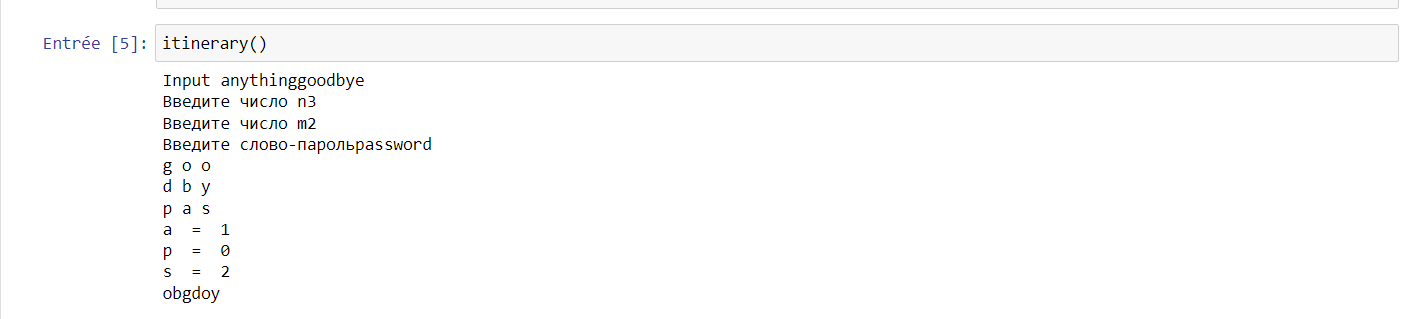 Entrée [5]: itinerary()
Input anythinggoodbye
Введите число n3
Введите число m2
Введите слово-парольpassword
g o o
d b y
p a s
a  =  1
p  =  0
s  =  2
obgdoy